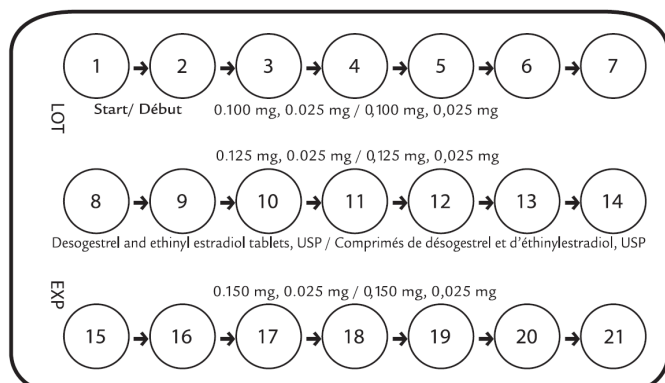 1 2 3 4 5 6 7
Start/ Début 0.100 mg, 0.025 mg / 0,100 mg, 0,025 mg
LOT
0.125 mg, 0.025 mg / 0,125 mg, 0,025 mg
8 9 10 11 12 13 14
Desogestrel and ethinyl estradiol tablets, USP / Comprimés de désogestrel et d'éthinylestradiol, USP
EXP
0.150 mg, 0.025 mg / 0,150 mg, 0,025 mg
15 16 17 18 19 20 21